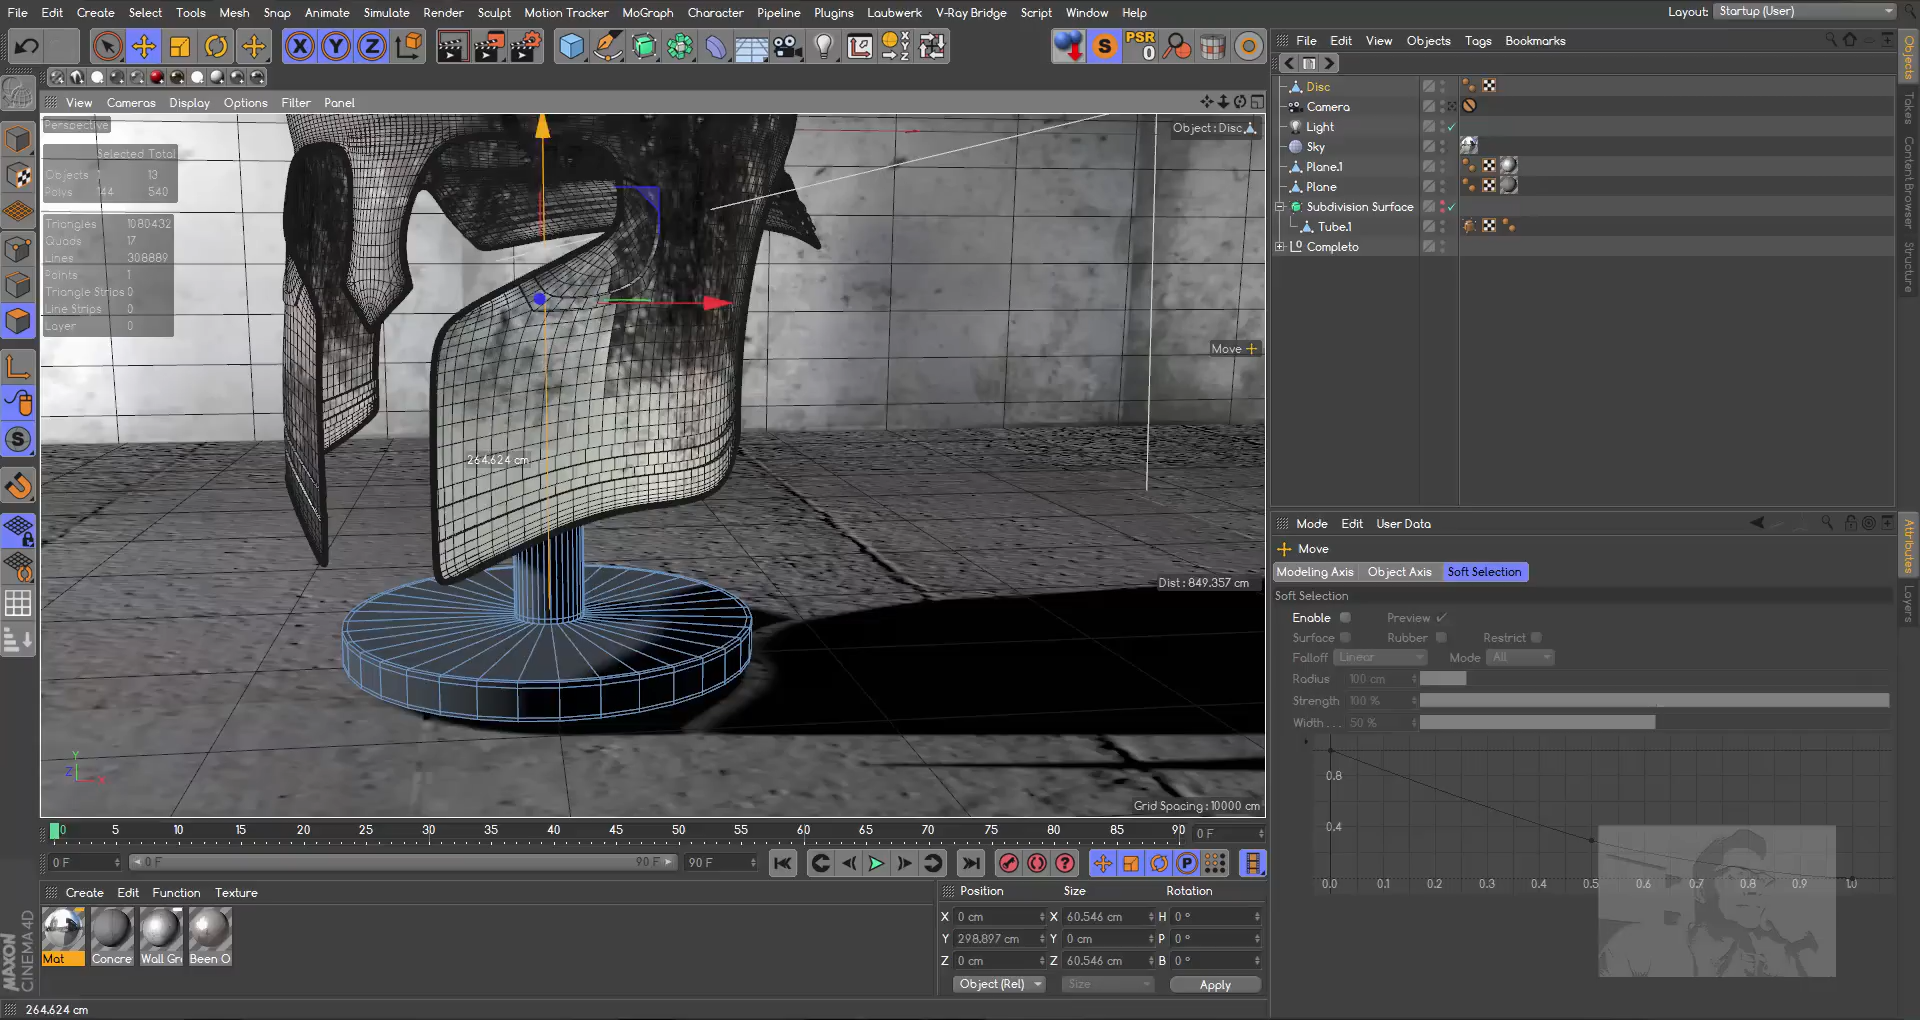 File Edit Create Select Tools Mesh Snap Animate Simulate Render Sculpt Motion Tracker MoGraph Character Pipeline Plugins Laubwerk V-Ray Bridge Script Window Help Layout: Startup (User)
X Y Z S PSR 0
File Edit View Objects Tags Bookmarks
View Cameras Display Options Filter Panel
Perspective
Object : Disc
Selected Total
Objects 1 13
Polys 144 540
Triangles 1080432
Quads 17
Lines 308889
Points 1
Triangle Strips 0
Line Strips 0
Layer 0
Move
264.624 cm
Dist : 849.357 cm
Grid Spacing : 10000 cm
Y
Z X
Disc
Camera
Light
Sky
Plane.1
Plane
Subdivision Surface
Tube.1
Completo
Objects
Takes
Content Browser
Structure
Mode Edit User Data
Move
Modeling Axis Object Axis Soft Selection
Soft Selection
Enable Preview
Surface Rubber Restrict
Falloff Linear Mode All
Radius 100 cm
Strength 100 %
Width . . . 50 %
0.8
0.4
0.0 0.1 0.2 0.3 0.4 0.5 0.6 0.7 0.8 0.9 1.0
Attributes
Layers
0 5 10 15 20 25 30 35 40 45 50 55 60 65 70 75 80 85 90 0 F
0 F 0 F 90 F 90 F
Create Edit Function Texture
Mat Concre Wall Gr Been O
Position Size Rotation
X 0 cm X 60.546 cm H 0 °
Y 298.897 cm Y 0 cm P 0 °
Z 0 cm Z 60.546 cm B 0 °
Object (Rel) Size Apply
MAXON
CINEMA 4D
264.624 cm